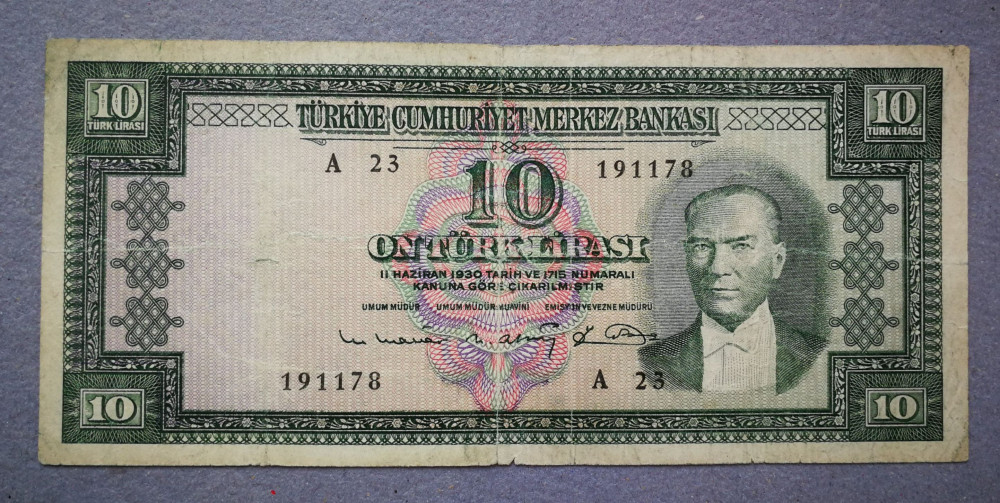 10 TÜRK LİRASI
10 TÜRK LİRASI
TÜRKİYE CUMHURİYET MERKEZ BANKASI
A 23 191178
10
ON TÜRK LİRASI
11 HAZİRAN 1930 TARİH VE 1715 NUMARALI
KANUNA GÖRE ÇIKARILMIŞTIR
UMUM MÜDÜR UMUM MÜDÜR MUAVİNİ EMİSYON VE VEZNE MÜDÜRÜ
191178 A 23
10
10